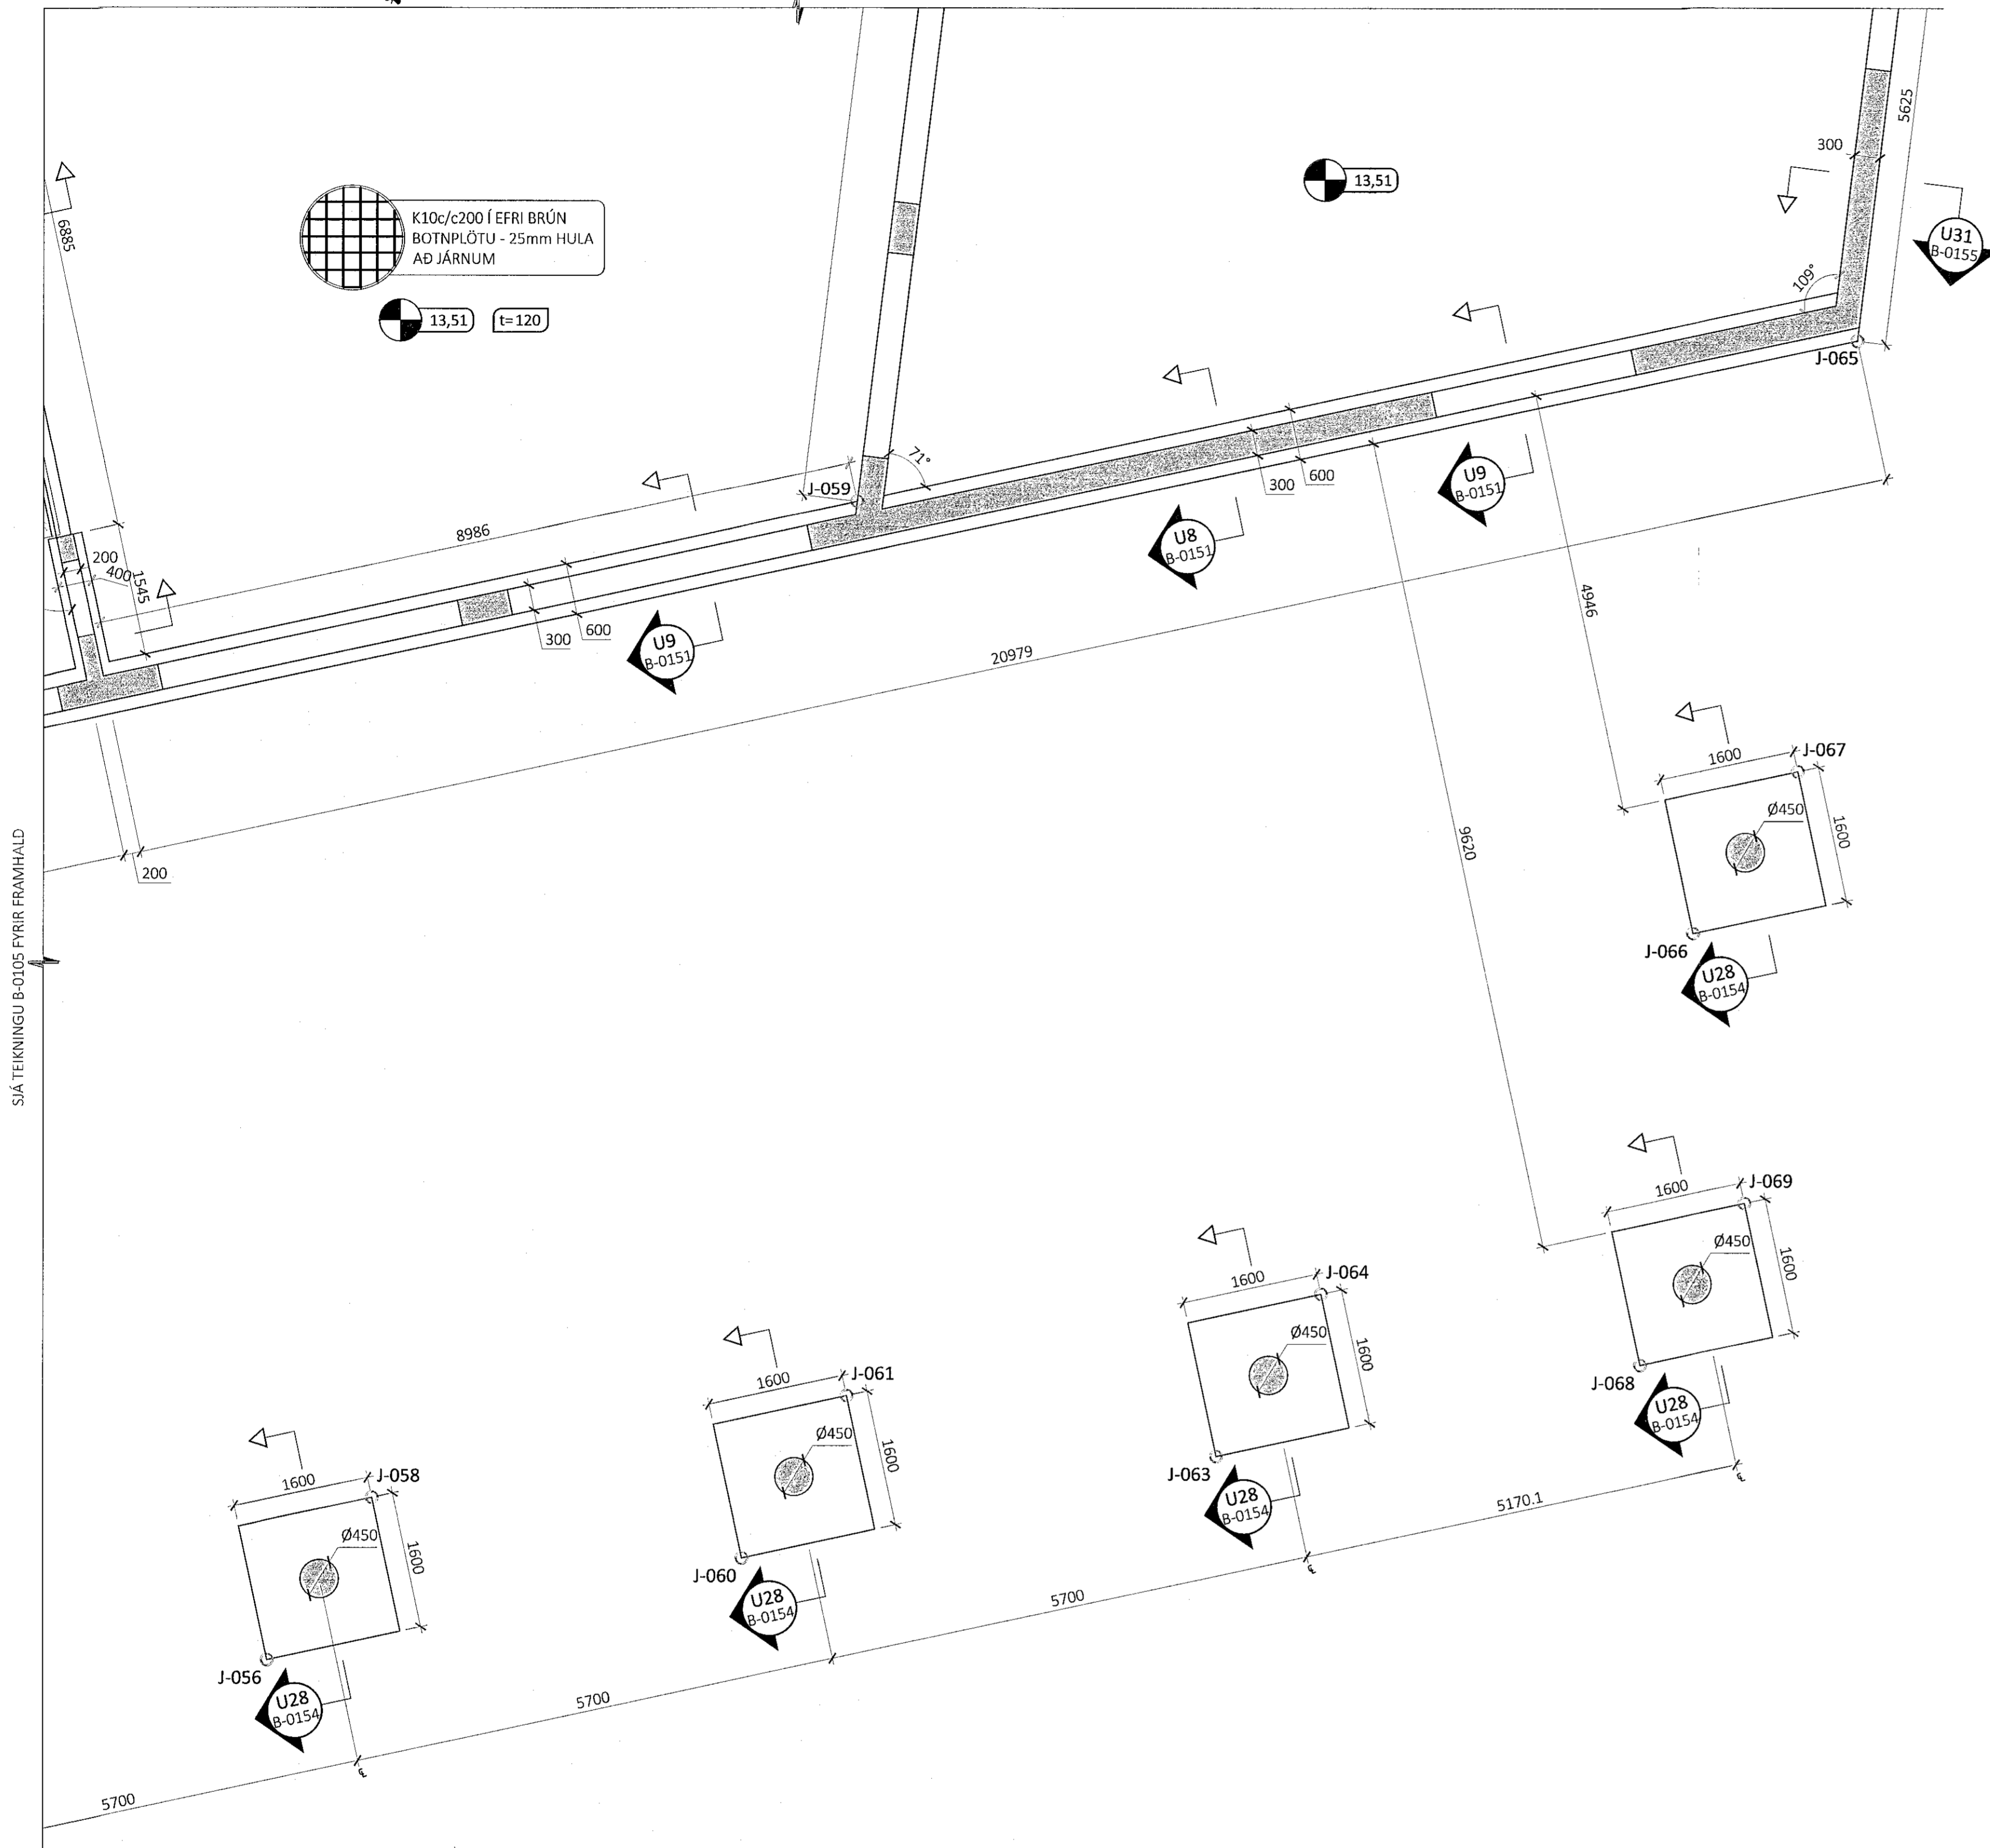 5625
300
13,51
K10c/c200 Í EFRI BRÚN
BOTNPLÖTU - 25mm HULA
AÐ JÁRNUM
6885
U31
B-0155
109°
13,51
t=120
J-065
71°
J-059
8986
300
600
U9
B-0151
U8
B-0151
200
400
1545
300
600
U9
B-0151
20979
4946
9620
200
SJÁ TEIKNINGU B-0105 FYRIR FRAMHALD
1600
J-067
Ø450
1600
J-066
U28
B-0154
1600
J-069
Ø450
1600
J-068
U28
B-0154
1600
J-064
Ø450
1600
J-063
U28
B-0154
1600
J-061
Ø450
1600
J-060
U28
B-0154
1600
J-058
Ø450
1600
J-056
U28
B-0154
5170.1
5700
5700
5700